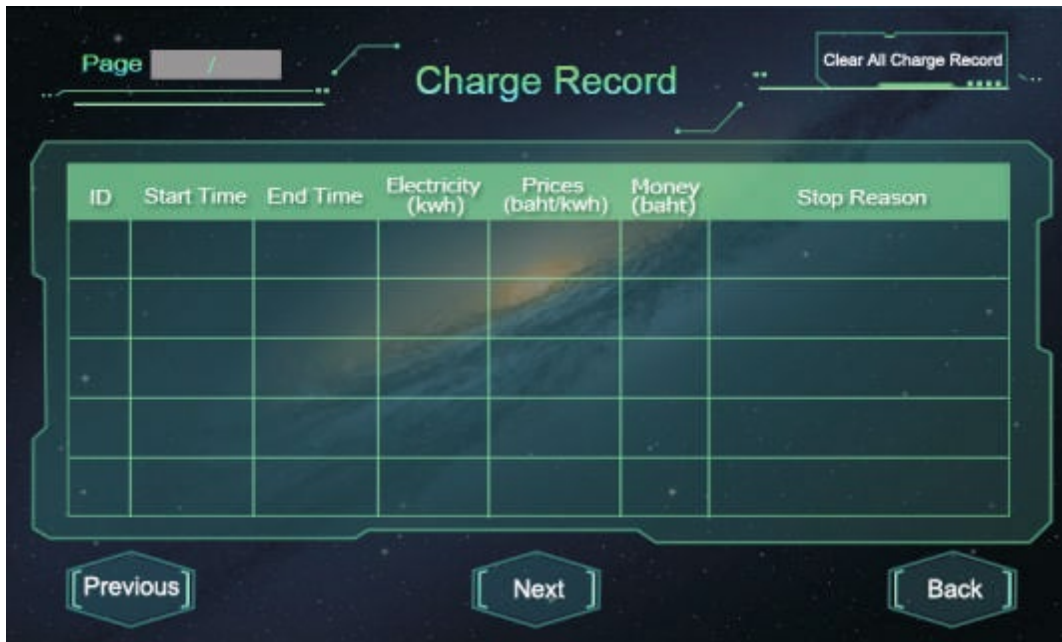 Page /
Charge Record
Clear All Charge Record
ID Start Time End Time Electricity (kwh) Prices (baht/kwh) Money (baht) Stop Reason
Previous Next Back